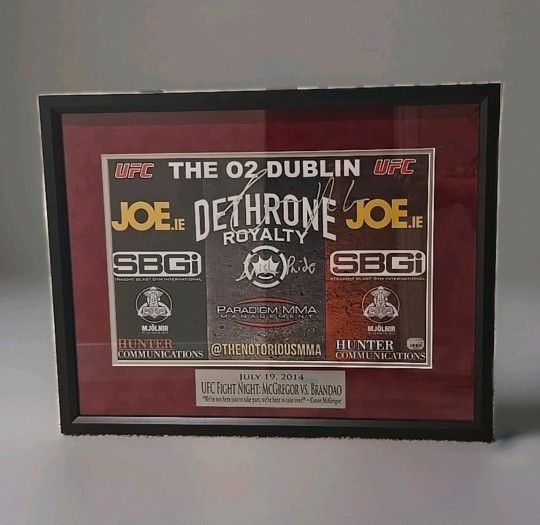 UFC THE O2 DUBLIN UFC
JOE.IE DETHRONE JOE.IE
ROYALTY
SBGi SBGi
STRAIGHT BLAST GYM INTERNATIONAL STRAIGHT BLAST GYM INTERNATIONAL
PARADIGM MMA
MANAGEMENT
MJÖLNIR MJÖLNIR
HUNTER HUNTER
COMMUNICATIONS @THENOTORIOUSMMA COMMUNICATIONS
JULY 19, 2014
UFC FIGHT NIGHT: MCGREGOR VS. BRANDAO
"We're not here just to take part, we're here to take over!" ~ Conor McGregor